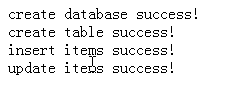 create database success!
create table success!
insert items success!
update items success!